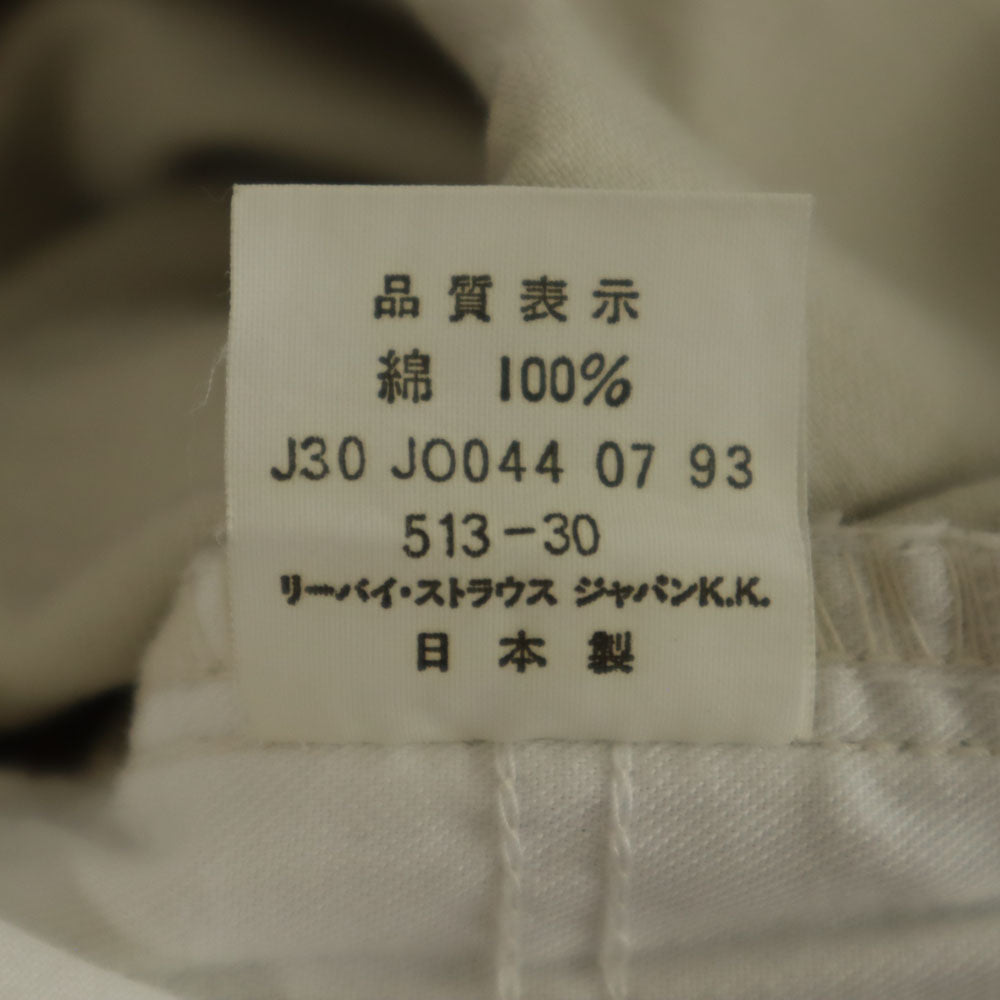 品質表示
綿 100%
J30 J0044 07 93
513-30
リーバイ・ストラウス ジャパンK.K.
日本製